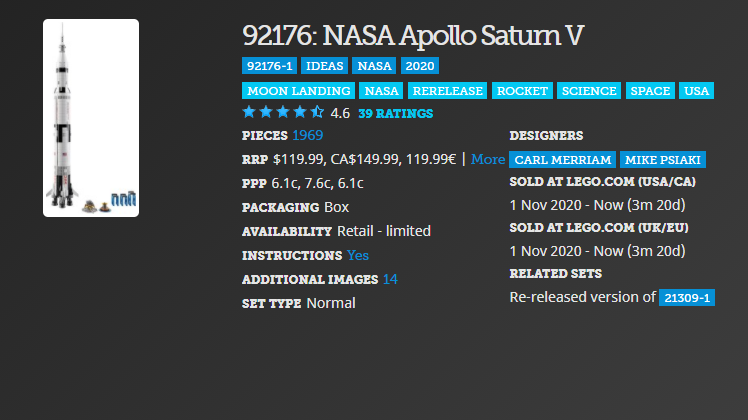 92176: NASA Apollo Saturn V
92176-1 IDEAS NASA 2020
MOON LANDING NASA RERELEASE ROCKET SCIENCE SPACE USA
4.6 39 RATINGS
PIECES 1969
RRP $119.99, CA$149.99, 119.99€ | More
PPP 6.1c, 7.6c, 6.1c
PACKAGING Box
AVAILABILITY Retail - limited
INSTRUCTIONS Yes
ADDITIONAL IMAGES 14
SET TYPE Normal
DESIGNERS
CARL MERRIAM MIKE PSIAKI
SOLD AT LEGO.COM (USA/CA)
1 Nov 2020 - Now (3m 20d)
SOLD AT LEGO.COM (UK/EU)
1 Nov 2020 - Now (3m 20d)
RELATED SETS
Re-released version of 21309-1